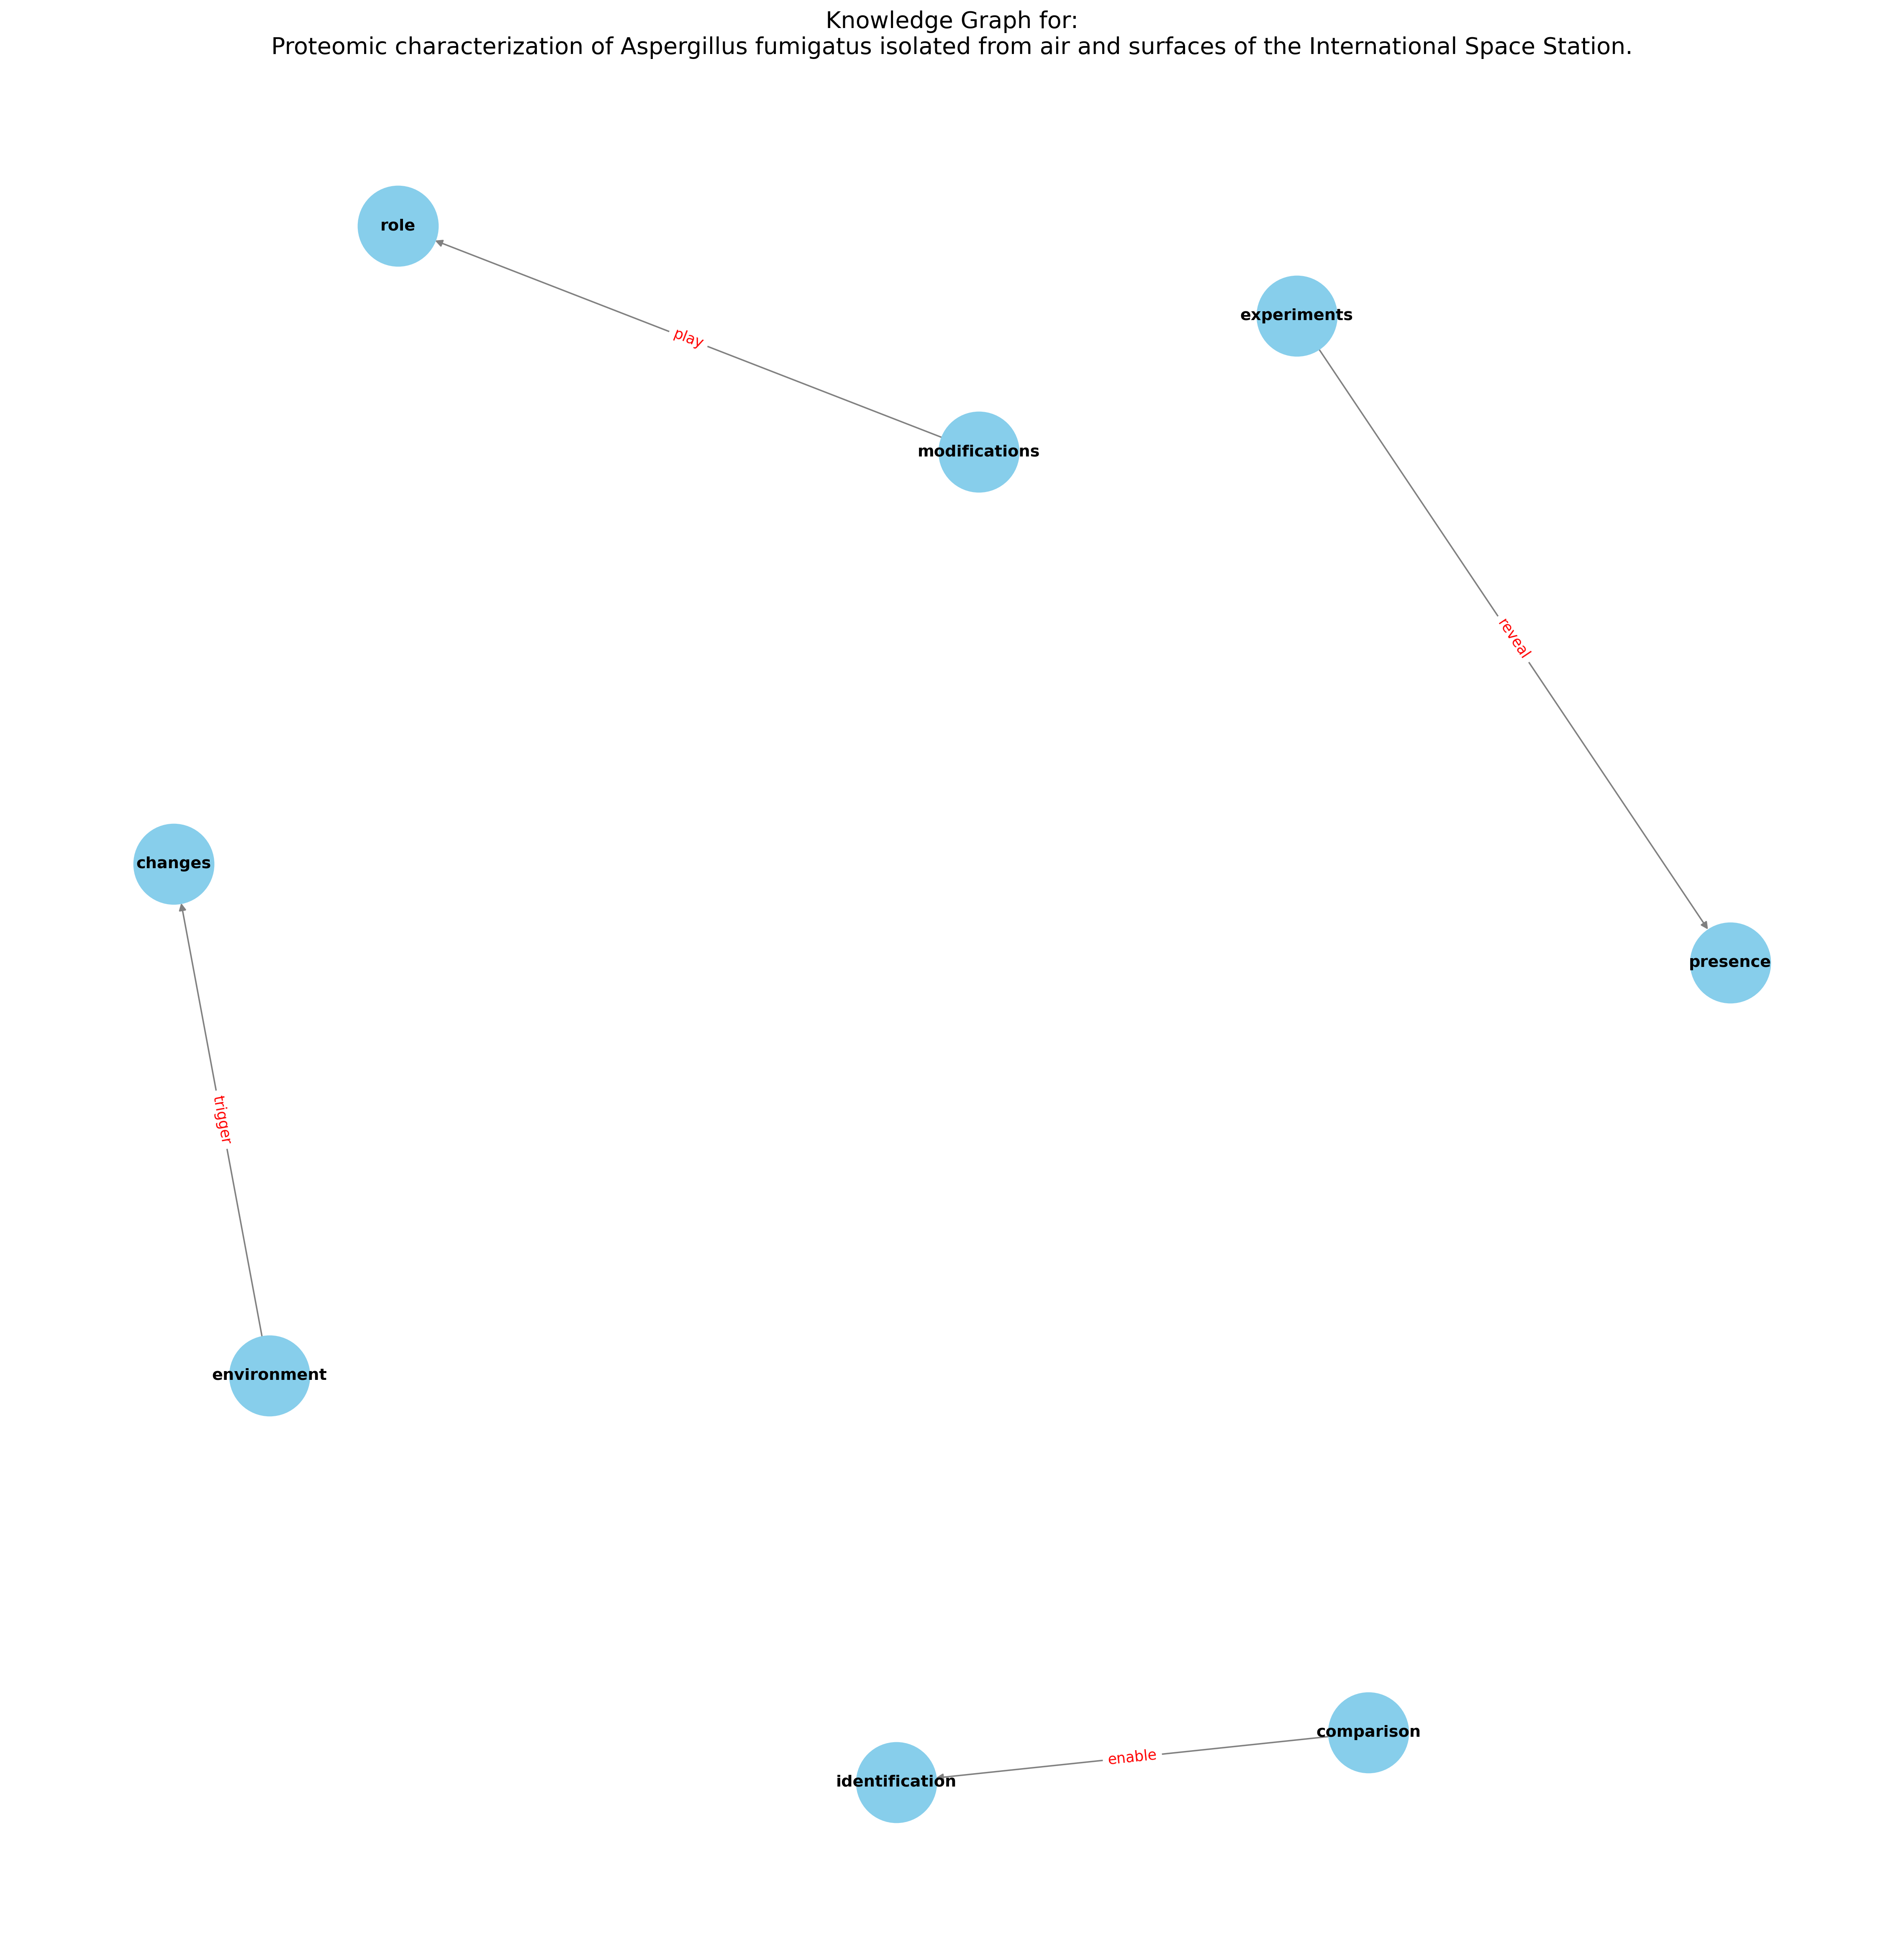 Knowledge Graph for:
Proteomic characterization of Aspergillus fumigatus isolated from air and surfaces of the International Space Station.
role
play
modifications
experiments
reveal
presence
changes
trigger
environment
comparison
enable
identification